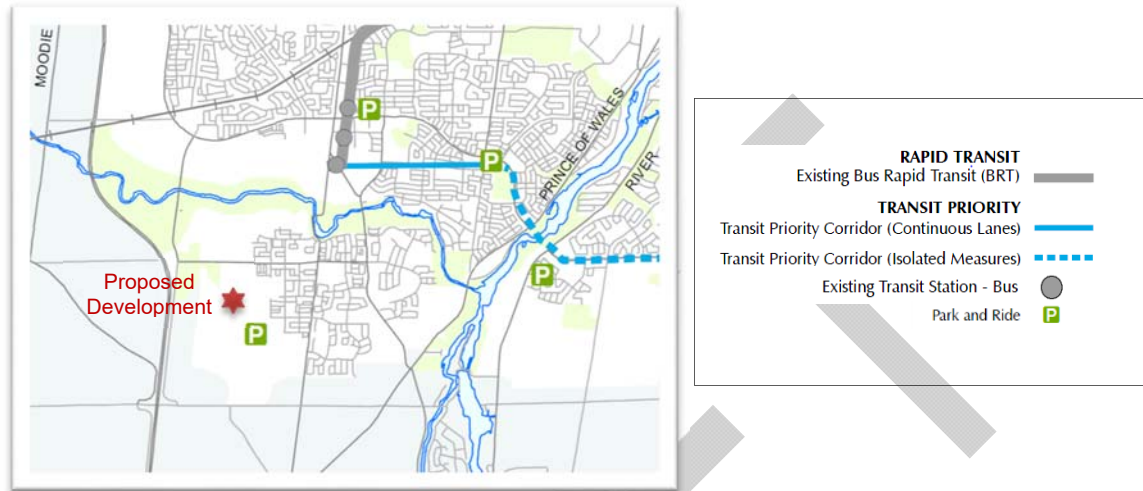 MOODIE
P
P
PRINCE OF WALES
RIVER
P
Proposed
Development
P
RAPID TRANSIT
Existing Bus Rapid Transit (BRT)
TRANSIT PRIORITY
Transit Priority Corridor (Continuous Lanes)
Transit Priority Corridor (Isolated Measures)
Existing Transit Station - Bus
Park and Ride P